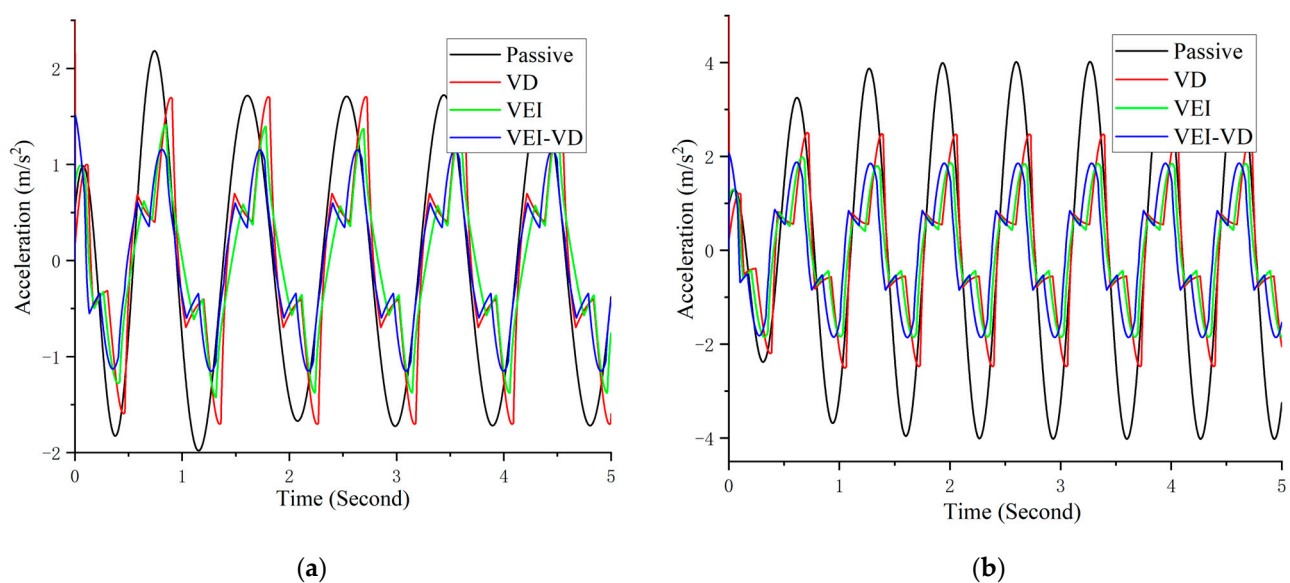 Passive
VD
VEI
VEI-VD
Acceleration (m/s²)
2
1
0
−1
−2
0 1 2 3 4 5
Time (Second)
(a)
Passive
VD
VEI
VEI-VD
Acceleration (m/s²)
4
2
0
−2
−4
0 1 2 3 4 5
Time (Second)
(b)